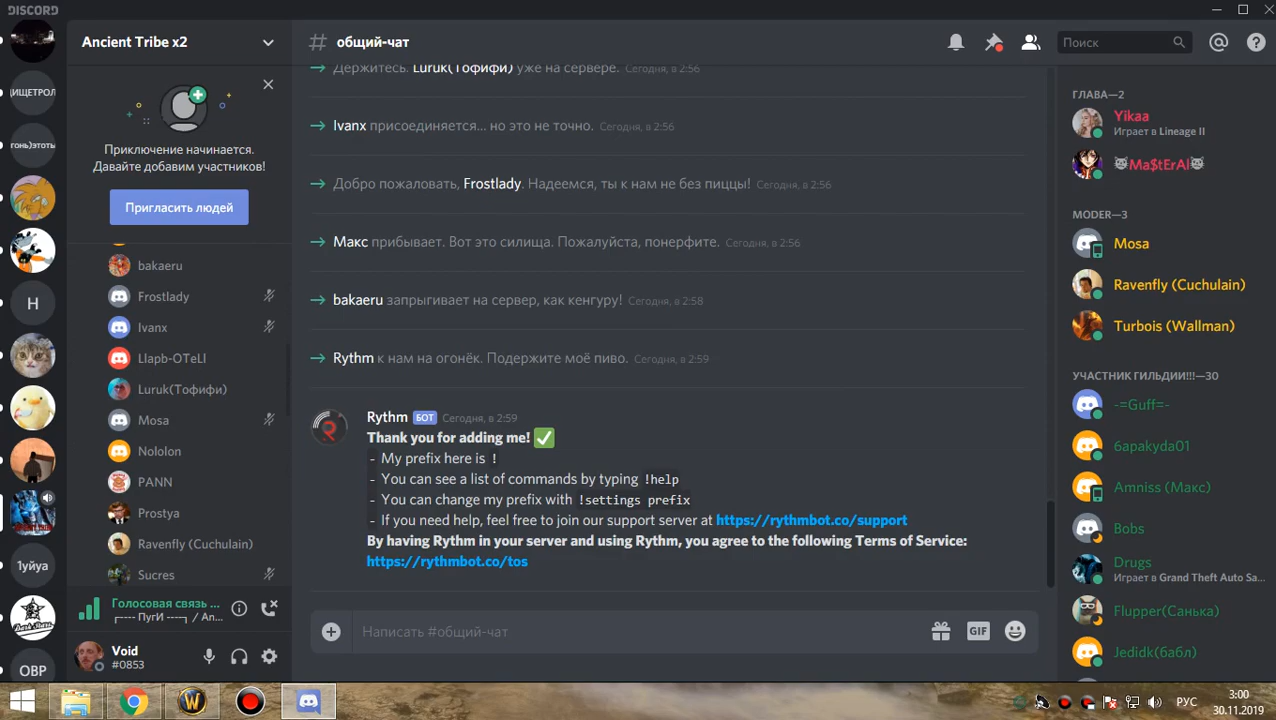 DISCORD
Ancient Tribe x2
# общий-чат
Поиск
Приключение начинается.
Давайте добавим участников!
Пригласить людей
bakaeru
Frostlady
Ivanx
Llapb-OTeLl
Luruk(Тофифи)
Mosa
Nololon
PANN
Prostya
Ravenfly (Cuchulain)
Sucres
Голосовая связь ...
ПугИ ----┐ / An...
Void
#0853
ИЩЕТРОЛ
гонь)этоты
Н
1уйуа
ОВР
Держитесь. Luruk(Тофифи) уже на сервере. Сегодня, в 2:56
Ivanx присоединяется... но это не точно. Сегодня, в 2:56
Добро пожаловать, Frostlady. Надеемся, ты к нам не без пиццы! Сегодня, в 2:56
Макс прибывает. Вот это силища. Пожалуйста, понерфите. Сегодня, в 2:56
bakaeru запрыгивает на сервер, как кенгуру! Сегодня, в 2:58
Rythm к нам на огонёк. Подержите моё пиво. Сегодня, в 2:59
Rythm БОТ Сегодня, в 2:59
Thank you for adding me! ✅
- My prefix here is !
- You can see a list of commands by typing !help
- You can change my prefix with !settings prefix
- If you need help, feel free to join our support server at https://rythmbot.co/support
By having Rythm in your server and using Rythm, you agree to the following Terms of Service:
https://rythmbot.co/tos
Написать #общий-чат
GIF
ГЛАВА—2
Yikaa
Играет в Lineage II
Ma$tErAl
MODER—3
Mosa
Ravenfly (Cuchulain)
Turbois (Wallman)
УЧАСТНИК ГИЛЬДИИ!!!—30
-=Guff=-
6apakyda01
Amniss (Макс)
Bobs
Drugs
Играет в Grand Theft Auto Sa...
Flupper(Санька)
Jedidk(бабл)
РУС
3:00
30.11.2019